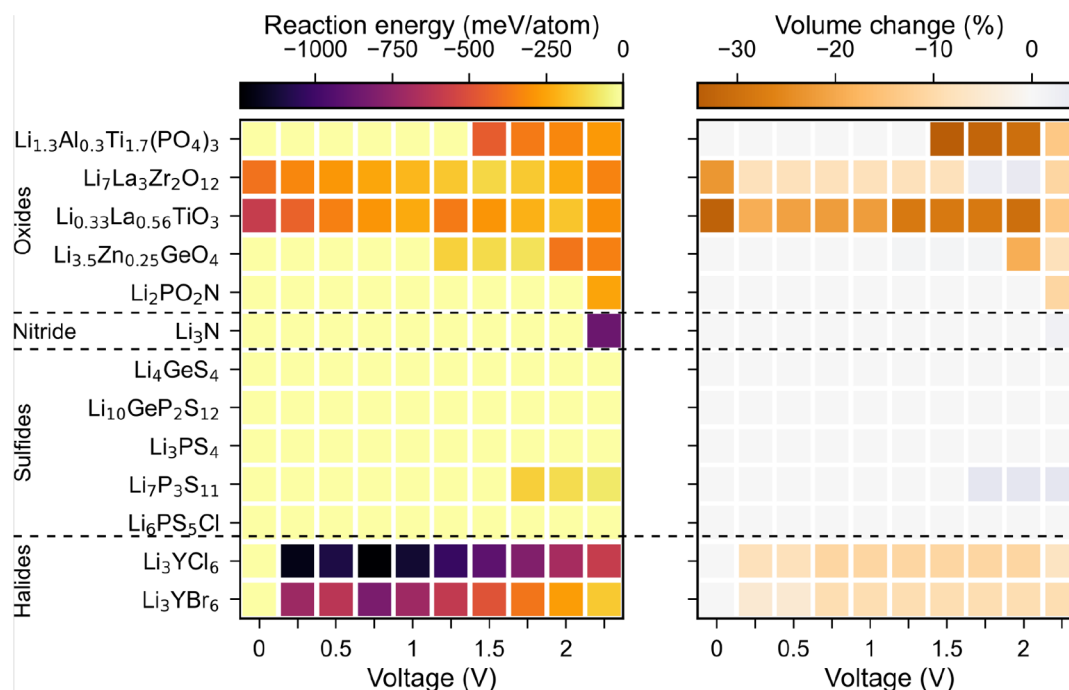 Reaction energy (meV/atom)
−1000 −750 −500 −250 0
Volume change (%)
−30 −20 −10 0
Oxides
Li1.3Al0.3Ti1.7(PO4)3
Li7La3Zr2O12
Li0.33La0.56TiO3
Li3.5Zn0.25GeO4
Li2PO2N
Nitride
Li3N
Sulfides
Li4GeS4
Li10GeP2S12
Li3PS4
Li7P3S11
Li6PS5Cl
Halides
Li3YCl6
Li3YBr6
0 0.5 1 1.5 2
Voltage (V)
0 0.5 1 1.5 2
Voltage (V)